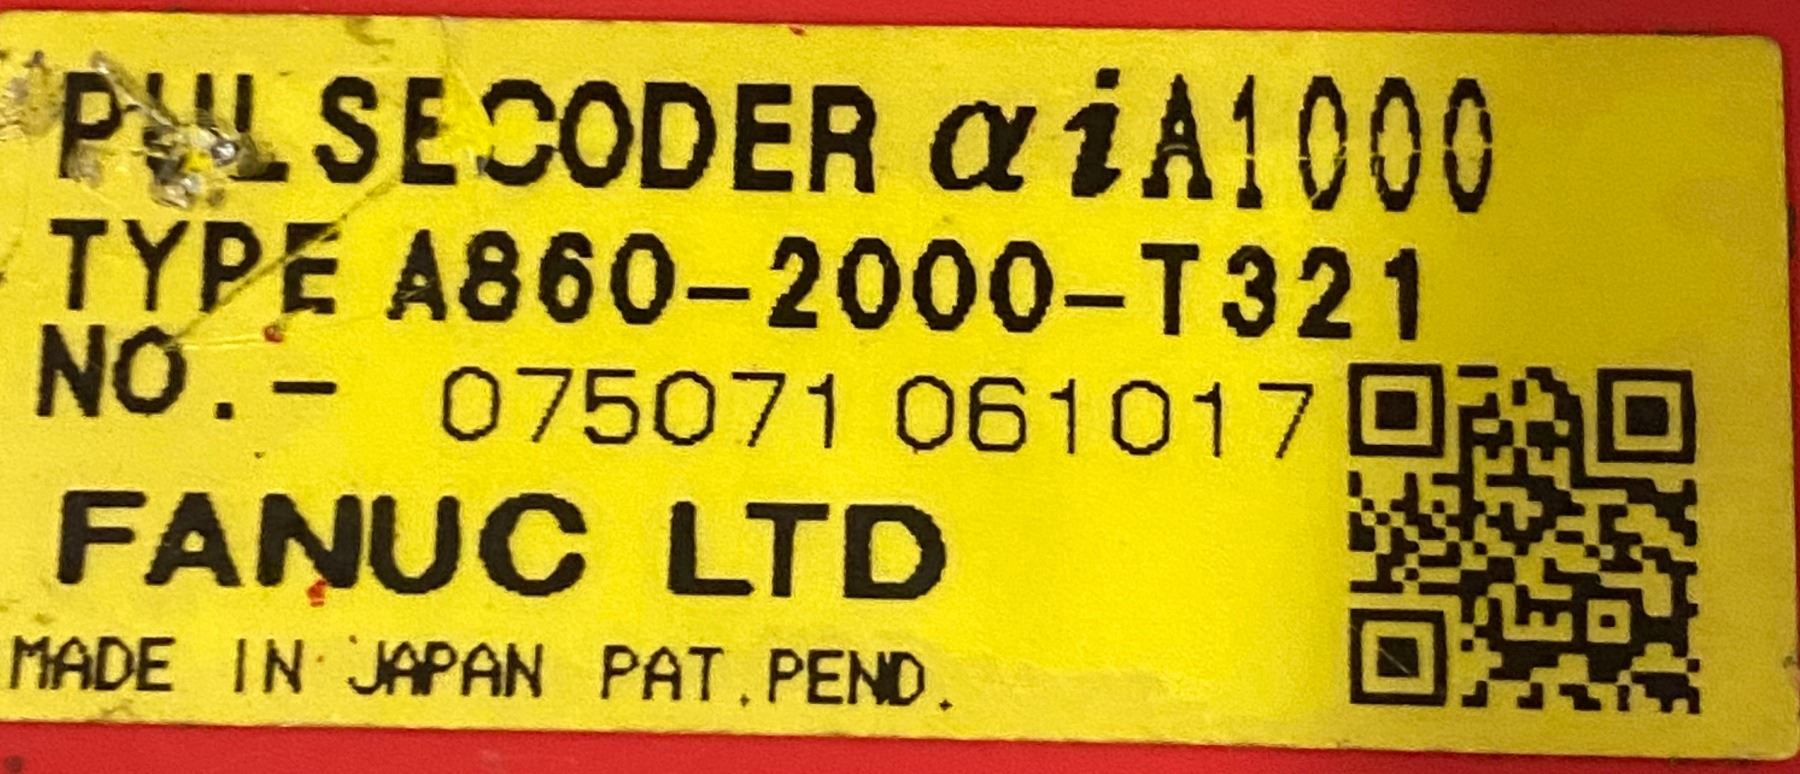 PULSECODER αiA1000
TYPE A860-2000-T321
NO.- 075071 061017
FANUC LTD
MADE IN JAPAN PAT.PEND.